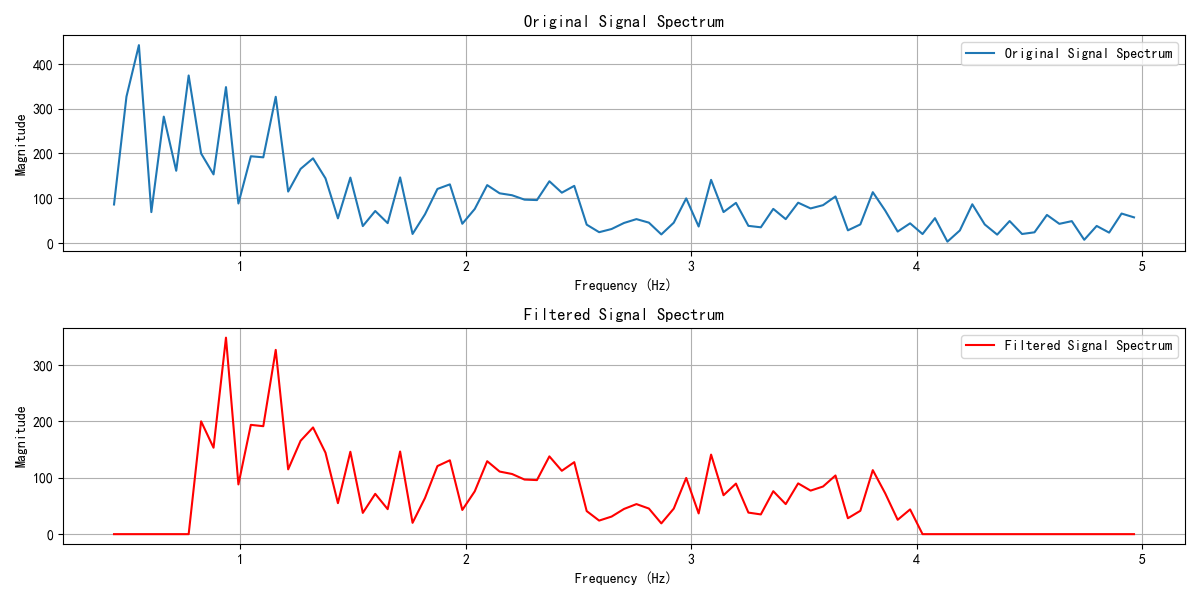 Original Signal Spectrum
Original Signal Spectrum
400
300
200
100
0
Magnitude
1 2 3 4 5
Frequency (Hz)
Filtered Signal Spectrum
Filtered Signal Spectrum
300
200
100
0
Magnitude
1 2 3 4 5
Frequency (Hz)